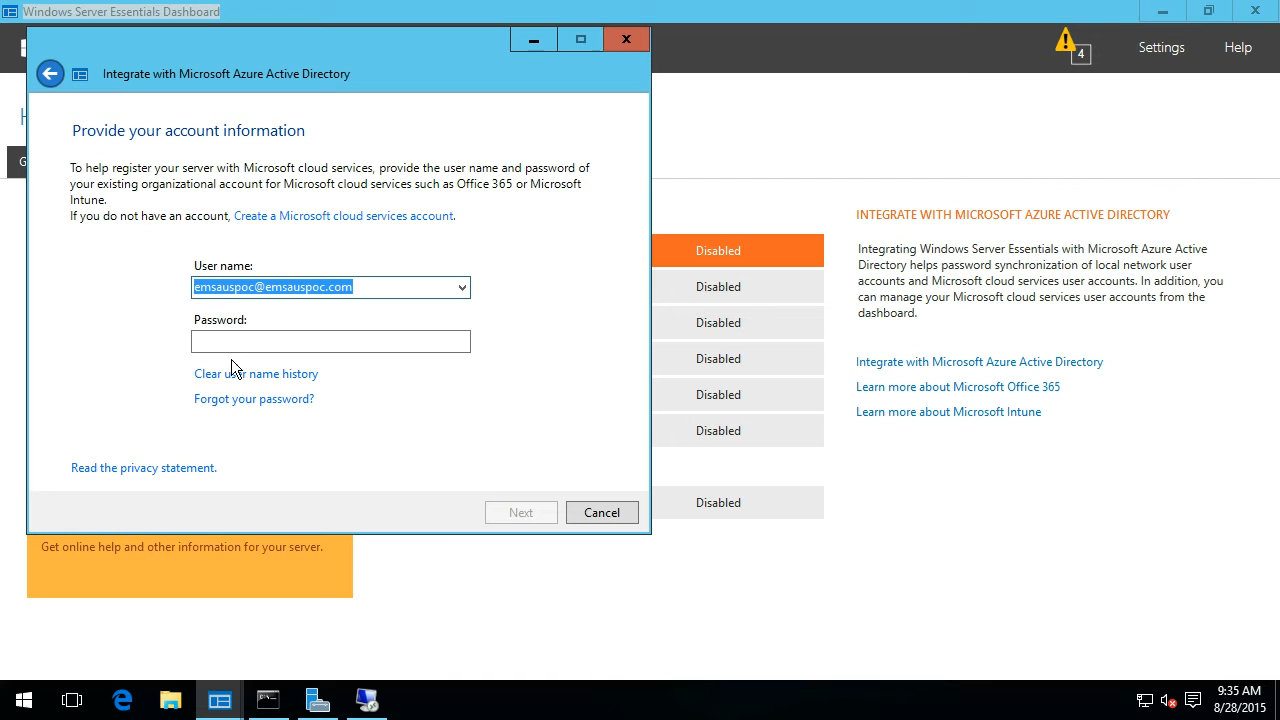 Windows Server Essentials Dashboard
4
Settings
Help
Integrate with Microsoft Azure Active Directory
Provide your account information
To help register your server with Microsoft cloud services, provide the user name and password of
your existing organizational account for Microsoft cloud services such as Office 365 or Microsoft
Intune.
If you do not have an account, Create a Microsoft cloud services account.
User name:
emsauspoc@emsauspoc.com
Password:
Clear user name history
Forgot your password?
Read the privacy statement.
Next
Cancel
Get online help and other information for your server.
Disabled
Disabled
Disabled
Disabled
Disabled
Disabled
Disabled
INTEGRATE WITH MICROSOFT AZURE ACTIVE DIRECTORY
Integrating Windows Server Essentials with Microsoft Azure Active
Directory helps password synchronization of local network user
accounts and Microsoft cloud services user accounts. In addition, you
can manage your Microsoft cloud services user accounts from the
dashboard.
Integrate with Microsoft Azure Active Directory
Learn more about Microsoft Office 365
Learn more about Microsoft Intune
9:35 AM
8/28/2015